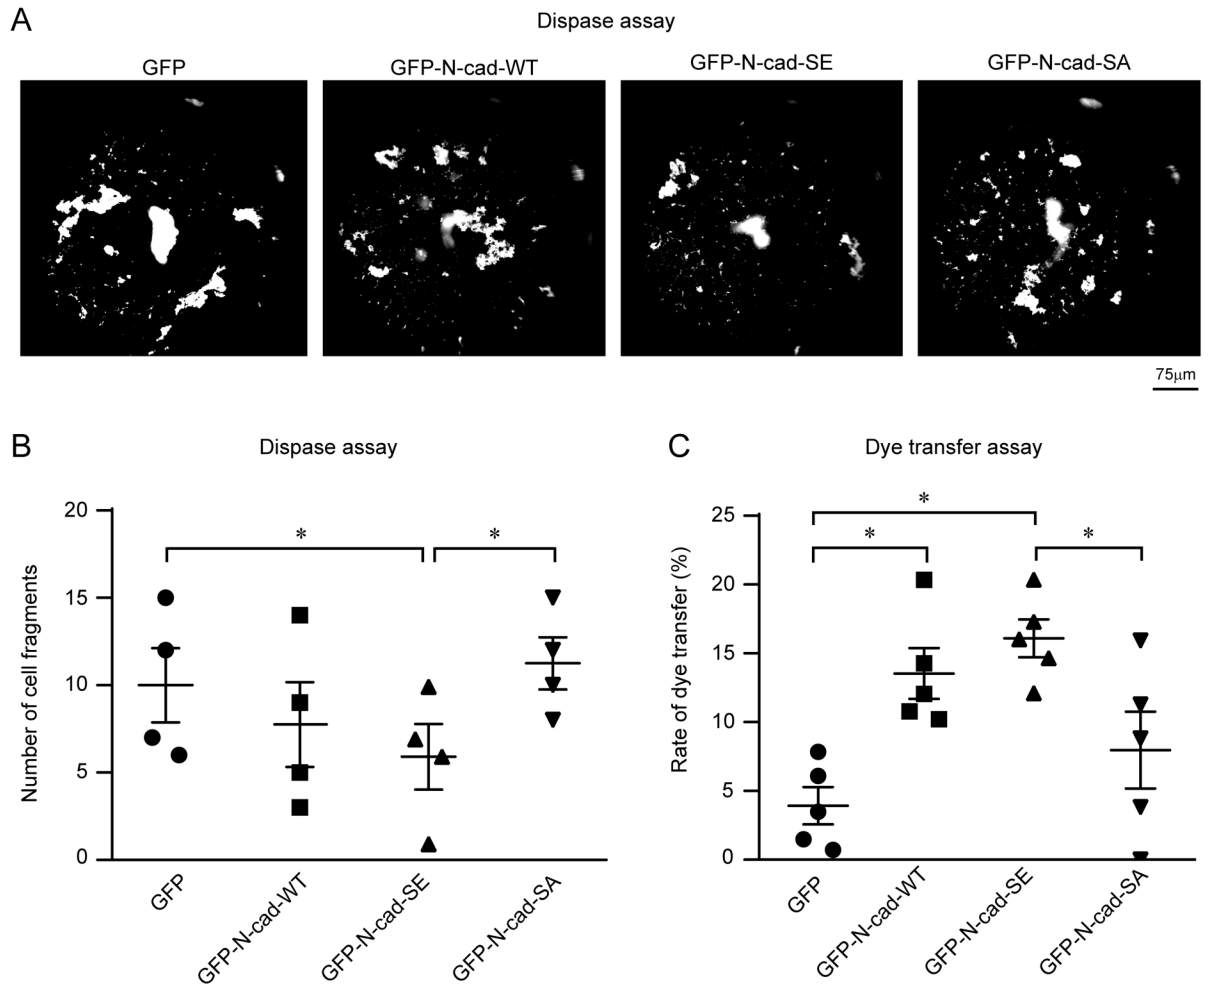 A
Dispase assay
GFP
GFP-N-cad-WT
GFP-N-cad-SE
GFP-N-cad-SA
75µm
B
Dispase assay
Number of cell fragments
20
15
10
5
0
*
*
GFP
GFP-N-cad-WT
GFP-N-cad-SE
GFP-N-cad-SA
C
Dye transfer assay
Rate of dye transfer (%)
25
20
15
10
5
0
*
*
*
GFP
GFP-N-cad-WT
GFP-N-cad-SE
GFP-N-cad-SA